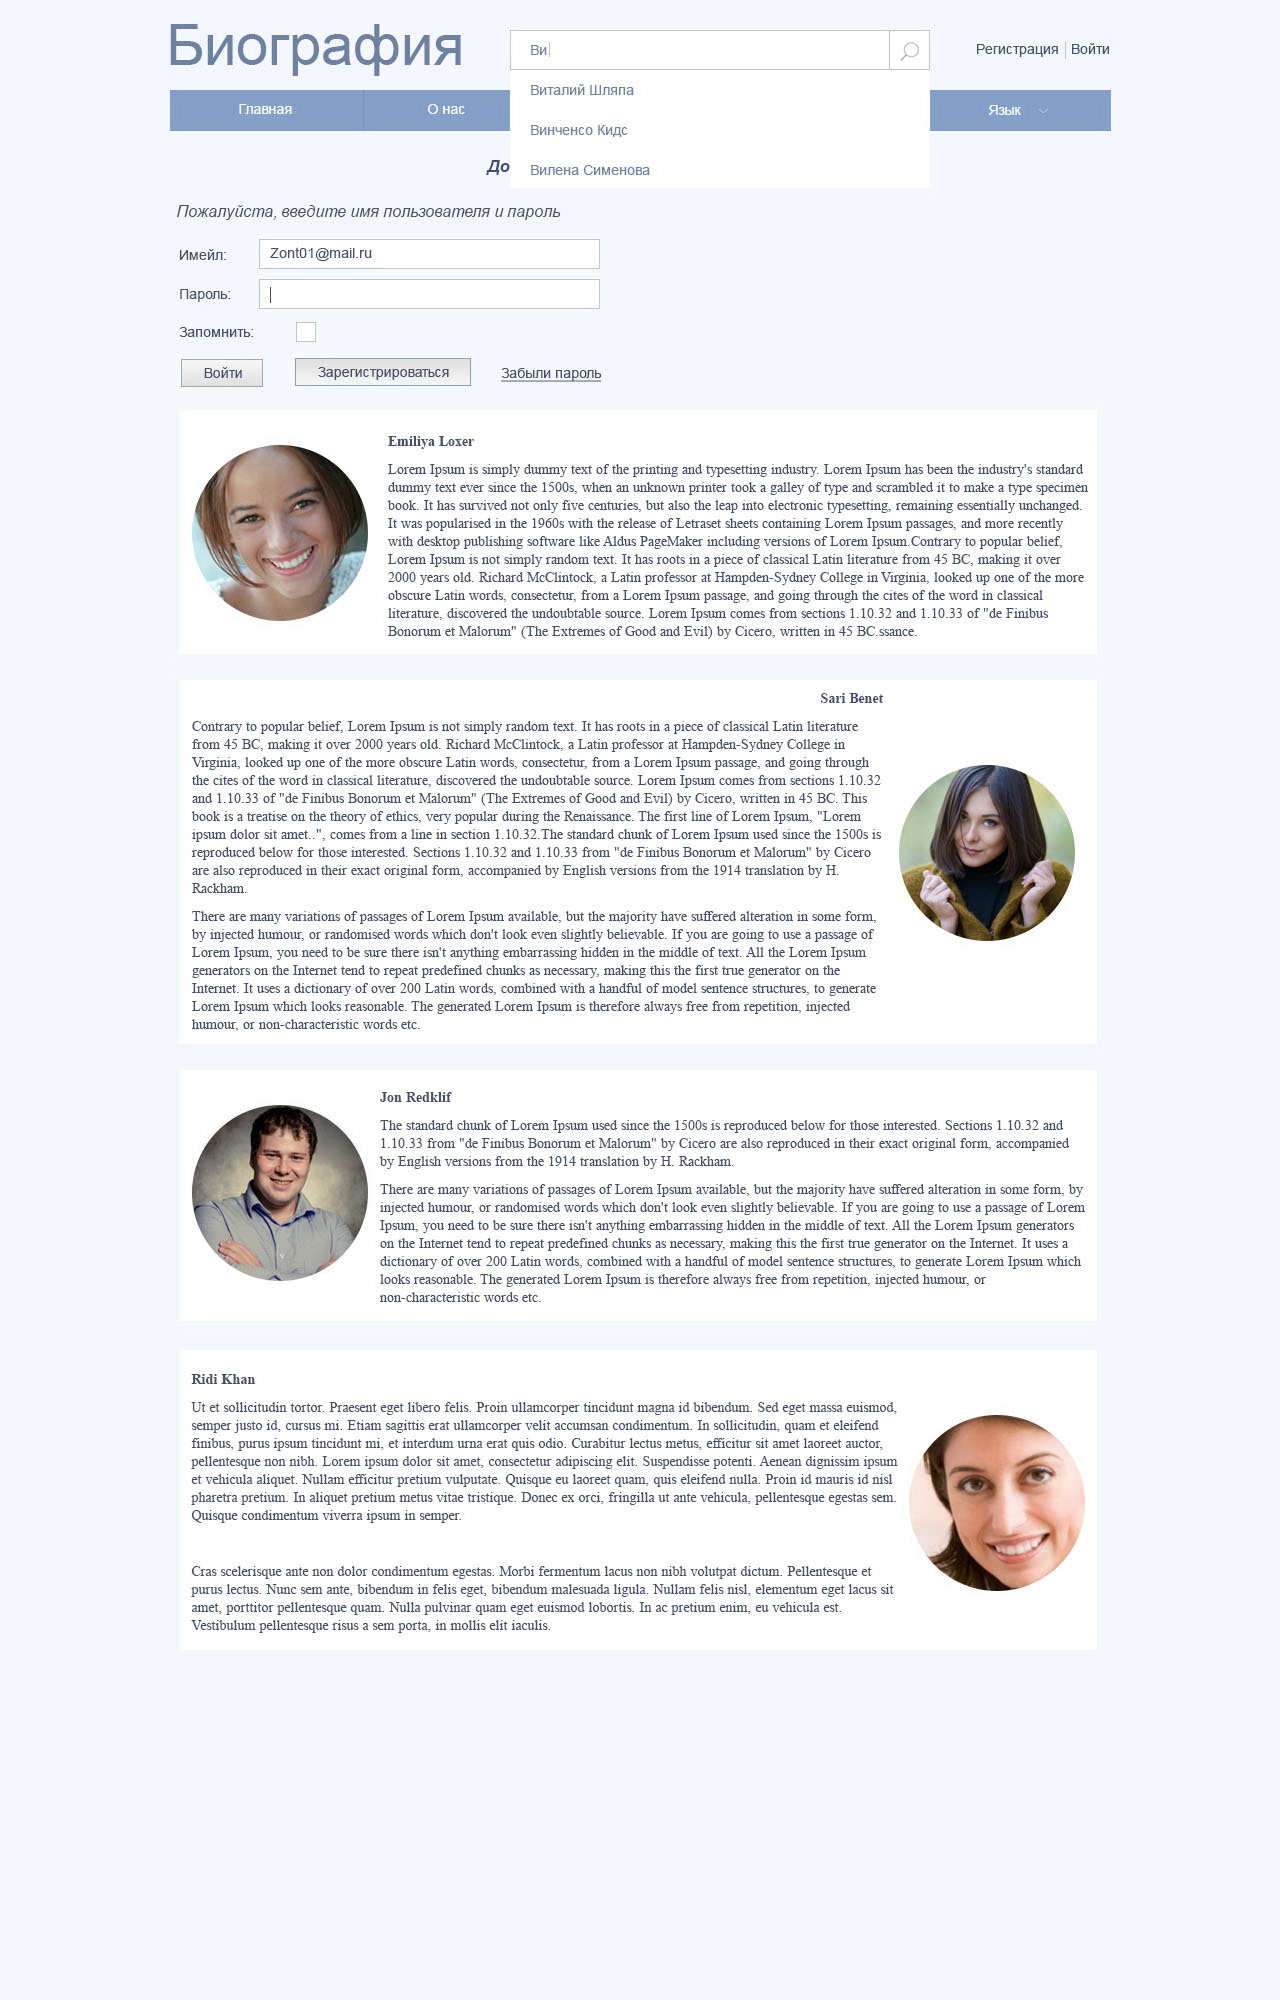 Биография
Ви
Регистрация Войти
Главная
О нас
Язык
Виталий Шляпа
Винченсо Кидс
Вилена Сименова
До
Пожалуйста, введите имя пользователя и пароль
Имейл: Zont01@mail.ru
Пароль:
Запомнить:
Войти Зарегистрироваться Забыли пароль
Emiliya Loxer
Lorem Ipsum is simply dummy text of the printing and typesetting industry. Lorem Ipsum has been the industry's standard
dummy text ever since the 1500s, when an unknown printer took a galley of type and scrambled it to make a type specimen
book. It has survived not only five centuries, but also the leap into electronic typesetting, remaining essentially unchanged.
It was popularised in the 1960s with the release of Letraset sheets containing Lorem Ipsum passages, and more recently
with desktop publishing software like Aldus PageMaker including versions of Lorem Ipsum.Contrary to popular belief,
Lorem Ipsum is not simply random text. It has roots in a piece of classical Latin literature from 45 BC, making it over
2000 years old. Richard McClintock, a Latin professor at Hampden-Sydney College in Virginia, looked up one of the more
obscure Latin words, consectetur, from a Lorem Ipsum passage, and going through the cites of the word in classical
literature, discovered the undoubtable source. Lorem Ipsum comes from sections 1.10.32 and 1.10.33 of "de Finibus
Bonorum et Malorum" (The Extremes of Good and Evil) by Cicero, written in 45 BC.ssance.
Sari Benet
Contrary to popular belief, Lorem Ipsum is not simply random text. It has roots in a piece of classical Latin literature
from 45 BC, making it over 2000 years old. Richard McClintock, a Latin professor at Hampden-Sydney College in
Virginia, looked up one of the more obscure Latin words, consectetur, from a Lorem Ipsum passage, and going through
the cites of the word in classical literature, discovered the undoubtable source. Lorem Ipsum comes from sections 1.10.32
and 1.10.33 of "de Finibus Bonorum et Malorum" (The Extremes of Good and Evil) by Cicero, written in 45 BC. This
book is a treatise on the theory of ethics, very popular during the Renaissance. The first line of Lorem Ipsum, "Lorem
ipsum dolor sit amet..", comes from a line in section 1.10.32.The standard chunk of Lorem Ipsum used since the 1500s is
reproduced below for those interested. Sections 1.10.32 and 1.10.33 from "de Finibus Bonorum et Malorum" by Cicero
are also reproduced in their exact original form, accompanied by English versions from the 1914 translation by H.
Rackham.
There are many variations of passages of Lorem Ipsum available, but the majority have suffered alteration in some form,
by injected humour, or randomised words which don't look even slightly believable. If you are going to use a passage of
Lorem Ipsum, you need to be sure there isn't anything embarrassing hidden in the middle of text. All the Lorem Ipsum
generators on the Internet tend to repeat predefined chunks as necessary, making this the first true generator on the
Internet. It uses a dictionary of over 200 Latin words, combined with a handful of model sentence structures, to generate
Lorem Ipsum which looks reasonable. The generated Lorem Ipsum is therefore always free from repetition, injected
humour, or non-characteristic words etc.
Jon Redklif
The standard chunk of Lorem Ipsum used since the 1500s is reproduced below for those interested. Sections 1.10.32 and
1.10.33 from "de Finibus Bonorum et Malorum" by Cicero are also reproduced in their exact original form, accompanied
by English versions from the 1914 translation by H. Rackham.
There are many variations of passages of Lorem Ipsum available, but the majority have suffered alteration in some form, by
injected humour, or randomised words which don't look even slightly believable. If you are going to use a passage of Lorem
Ipsum, you need to be sure there isn't anything embarrassing hidden in the middle of text. All the Lorem Ipsum generators
on the Internet tend to repeat predefined chunks as necessary, making this the first true generator on the Internet. It uses a
dictionary of over 200 Latin words, combined with a handful of model sentence structures, to generate Lorem Ipsum which
looks reasonable. The generated Lorem Ipsum is therefore always free from repetition, injected humour, or
non-characteristic words etc.
Ridi Khan
Ut et sollicitudin tortor. Praesent eget libero felis. Proin ullamcorper tincidunt magna id bibendum. Sed eget massa euismod,
semper justo id, cursus mi. Etiam sagittis erat ullamcorper velit accumsan condimentum. In sollicitudin, quam et eleifend
finibus, purus ipsum tincidunt mi, et interdum urna erat quis odio. Curabitur lectus metus, efficitur sit amet laoreet auctor,
pellentesque non nibh. Lorem ipsum dolor sit amet, consectetur adipiscing elit. Suspendisse potenti. Aenean dignissim ipsum
et vehicula aliquet. Nullam efficitur pretium vulputate. Quisque eu laoreet quam, quis eleifend nulla. Proin id mauris id nisl
pharetra pretium. In aliquet pretium metus vitae tristique. Donec ex orci, fringilla ut ante vehicula, pellentesque egestas sem.
Quisque condimentum viverra ipsum in semper.
Cras scelerisque ante non dolor condimentum egestas. Morbi fermentum lacus non nibh volutpat dictum. Pellentesque et
purus lectus. Nunc sem ante, bibendum in felis eget, bibendum malesuada ligula. Nullam felis nisl, elementum eget lacus sit
amet, porttitor pellentesque quam. Nulla pulvinar quam eget euismod lobortis. In ac pretium enim, eu vehicula est.
Vestibulum pellentesque risus a sem porta, in mollis elit iaculis.